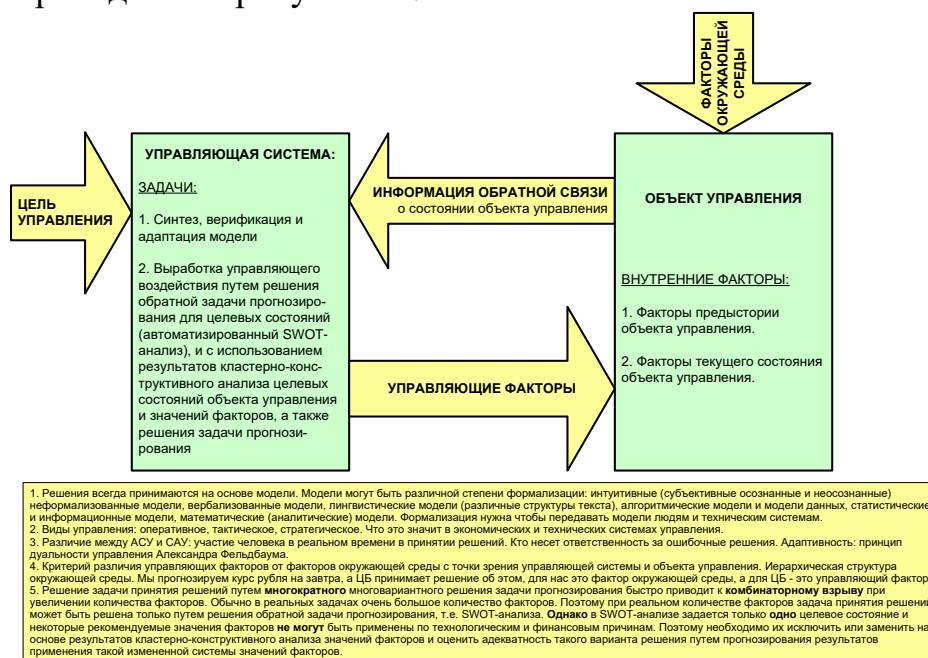 ФАКТОРЫ
ОКРУЖАЮЩЕЙ
СРЕДЫ
ЦЕЛЬ
УПРАВЛЕНИЯ
УПРАВЛЯЮЩАЯ СИСТЕМА:
ЗАДАЧИ:
1. Синтез, верификация и
адаптация модели
2. Выработка управляющего
воздействия путем решения
обратной задачи прогнозиро-
вания для целевых состояний
(автоматизированный SWOT-
анализ), и с использованием
результатов кластерно-конс-
труктивного анализа целевых
состояний объекта управления
и значений факторов, а также
решения задачи прогнози-
рования
ИНФОРМАЦИЯ ОБРАТНОЙ СВЯЗИ
о состоянии объекта управления
УПРАВЛЯЮЩИЕ ФАКТОРЫ
ОБЪЕКТ УПРАВЛЕНИЯ
ВНУТРЕННИЕ ФАКТОРЫ:
1. Факторы предыстории
объекта управления.
2. Факторы текущего состояния
объекта управления.
1. Решения всегда принимаются на основе модели. Модели могут быть различной степени формализации: интуитивные (субъективные осознанные и неосознанные)
неформализованные модели, вербализованные модели, лингвистические модели (различные структуры текста), алгоритмические модели и модели данных, статистические
и информационные модели, математические (аналитические) модели. Формализация нужна чтобы передавать модели людям и техническим системам.
2. Виды управления: оперативное, тактическое, стратегическое. Что это значит в экономических и технических системах управления.
3. Различие между АСУ и САУ: участие человека в реальном времени в принятии решений. Кто несет ответственность за ошибочные решения. Адаптивность: принцип
дуальности управления Александра Фельдбаума.
4. Критерий различия управляющих факторов от факторов окружающей среды с точки зрения управляющей системы и объекта управления. Иерархическая структура
окружающей среды. Мы прогнозируем курс рубля на завтра, а ЦБ принимает решение об этом, для нас это фактор окружающей среды, а для ЦБ - это управляющий фактор
5. Решение задачи принятия решений путем многократного многовариантного решения задачи прогнозирования быстро приводит к комбинаторному взрыву при
увеличении количества факторов. Обычно в реальных задачах очень большое количество факторов. Поэтому при реальном количестве факторов задача принятия решений
может быть решена только путем решения обратной задачи прогнозирования, т.е. SWOT-анализа. Однако в SWOT-анализе задается только одно целевое состояние и
некоторые рекомендуемые значения факторов не могут быть применены по технологическим и финансовым причинам. Поэтому необходимо их исключить или заменить на
основе результатов кластерно-конструктивного анализа значений факторов и оценить адекватность такого варианта решения путем прогнозирования результатов
применения такой измененной системы значений факторов.